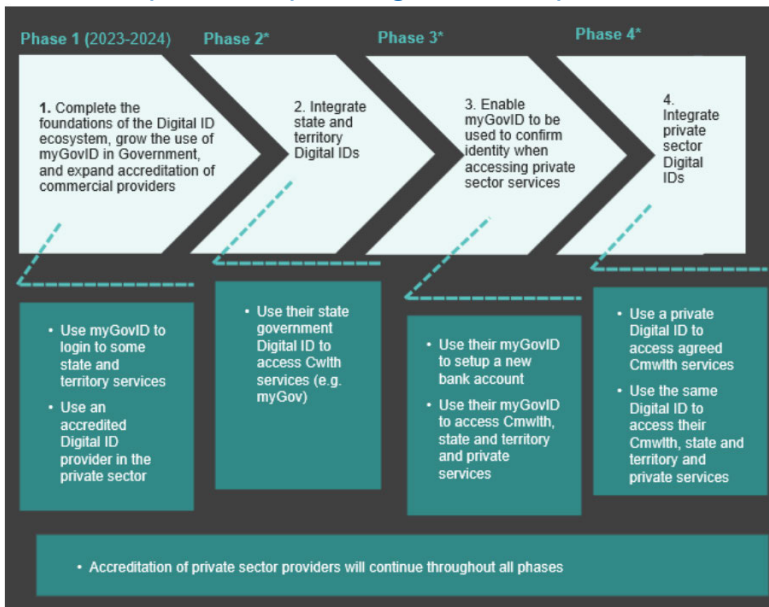 Phase 1 (2023-2024)
Phase 2*
Phase 3*
Phase 4*
1. Complete the
foundations of the Digital ID
ecosystem, grow the use of
myGovID in Government,
and expand accreditation of
commercial providers
2. Integrate
state and
territory
Digital IDs
3. Enable
myGovID to be
used to confirm
identity when
accessing private
sector services
4.
Integrate
private
sector
Digital
IDs
• Use myGovID to
login to some
state and
territory services
• Use an
accredited
Digital ID
provider in the
private sector
• Use their state
government
Digital ID to
access Cwlth
services (e.g.
myGov)
• Use their myGovID
to setup a new
bank account
• Use their myGovID
to access Cmwlth,
state and territory
and private
services
• Use a private
Digital ID to
access agreed
Cmwlth services
• Use the same
Digital ID to
access their
Cmwlth, state and
territory and
private services
• Accreditation of private sector providers will continue throughout all phases